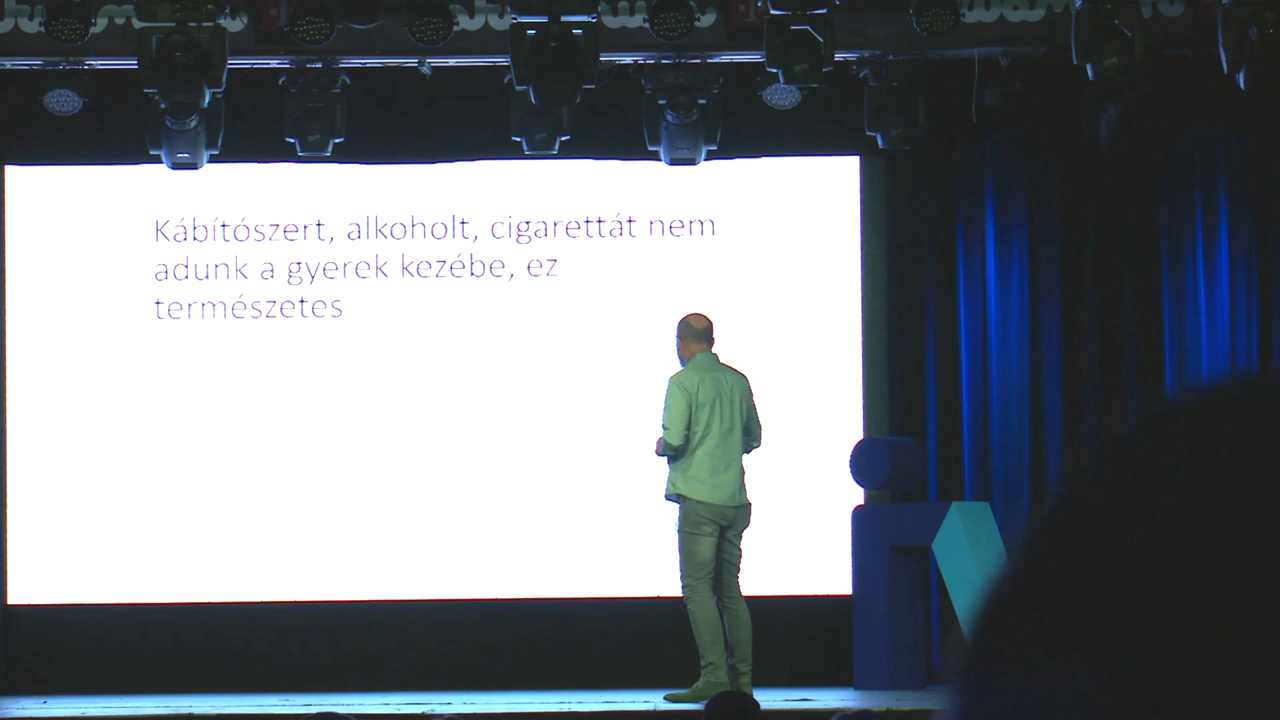 Kábítószert, alkoholt, cigarettát nem
adunk a gyerek kezébe, ez
természetes